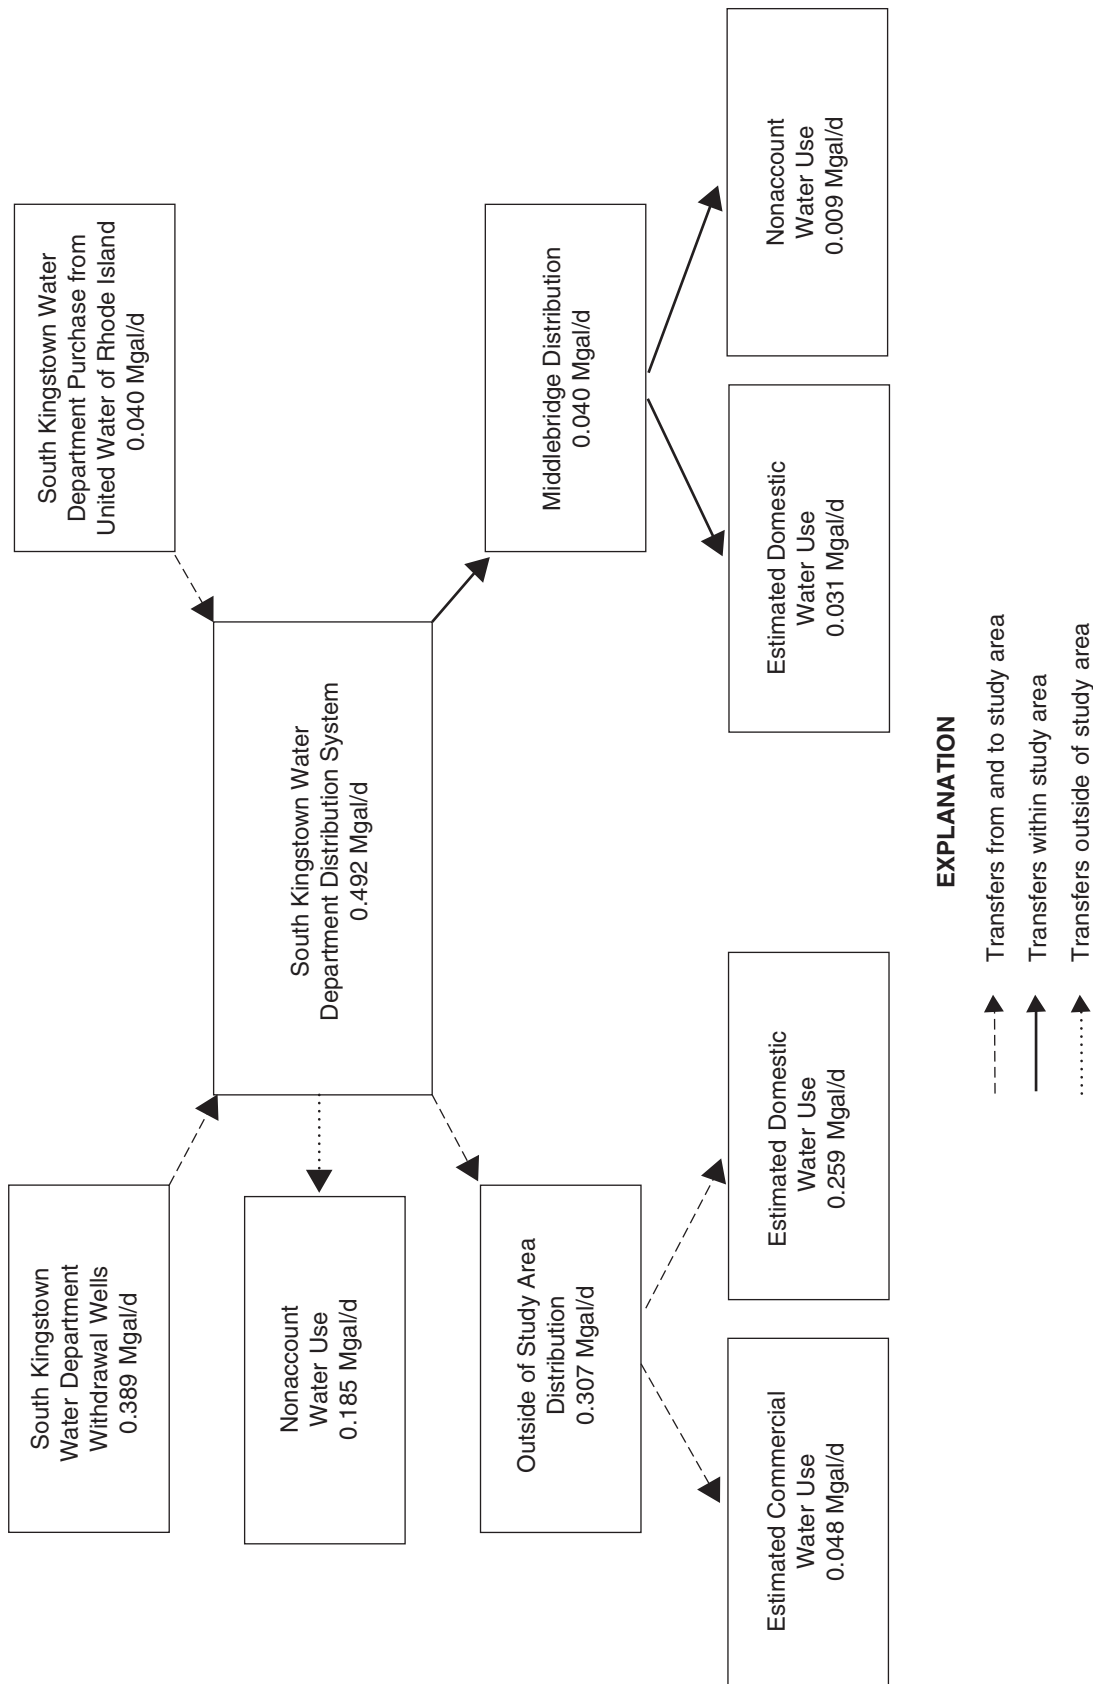 South Kingstown
Water Department
Withdrawal Wells
0.389 Mgal/d
South Kingstown Water
Department Purchase from
United Water of Rhode Island
0.040 Mgal/d
Nonaccount
Water Use
0.185 Mgal/d
South Kingstown Water
Department Distribution System
0.492 Mgal/d
Outside of Study Area
Distribution
0.307 Mgal/d
Middlebridge Distribution
0.040 Mgal/d
Estimated Commercial
Water Use
0.048 Mgal/d
Estimated Domestic
Water Use
0.259 Mgal/d
Estimated Domestic
Water Use
0.031 Mgal/d
Nonaccount
Water Use
0.009 Mgal/d
EXPLANATION
Transfers from and to study area
Transfers within study area
Transfers outside of study area